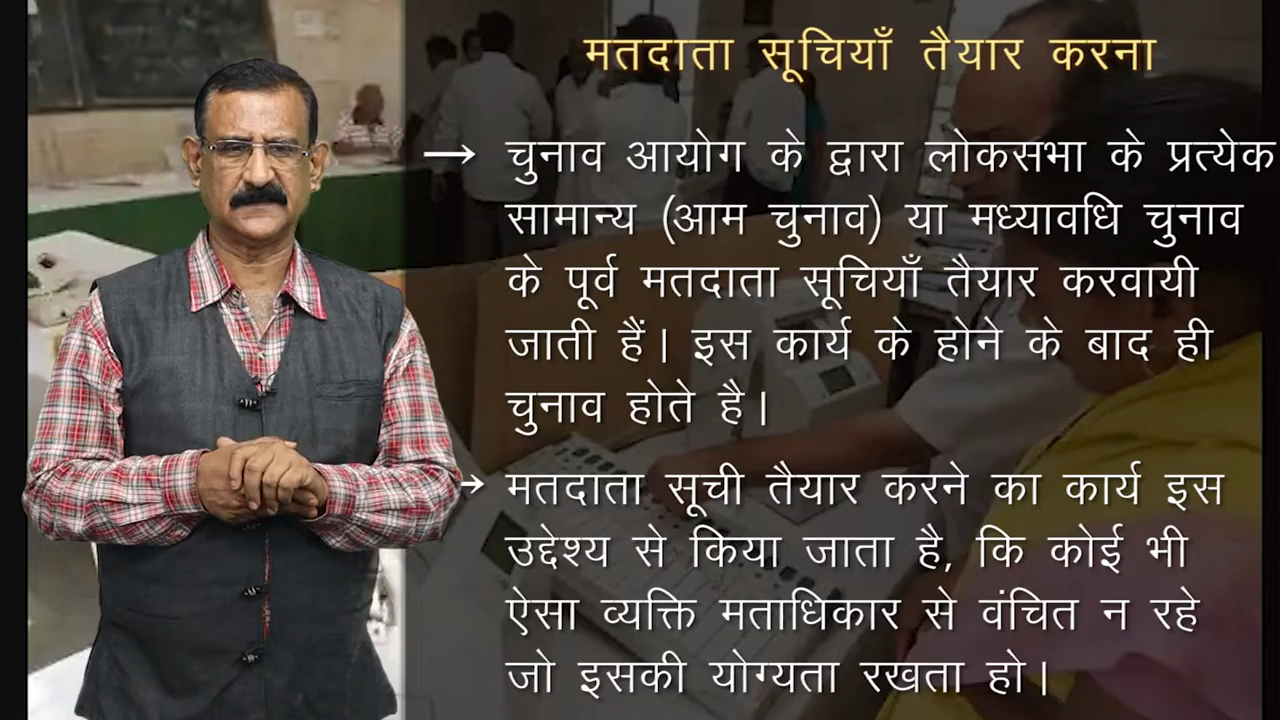 मतदाता सूचियाँ तैयार करना
→ चुनाव आयोग के द्वारा लोकसभा के प्रत्येक
सामान्य (आम चुनाव) या मध्यावधि चुनाव
के पूर्व मतदाता सूचियाँ तैयार करवायी
जाती हैं। इस कार्य के होने के बाद ही
चुनाव होते है।
→ मतदाता सूची तैयार करने का कार्य इस
उद्देश्य से किया जाता है, कि कोई भी
ऐसा व्यक्ति मताधिकार से वंचित न रहे
जो इसकी योग्यता रखता हो।